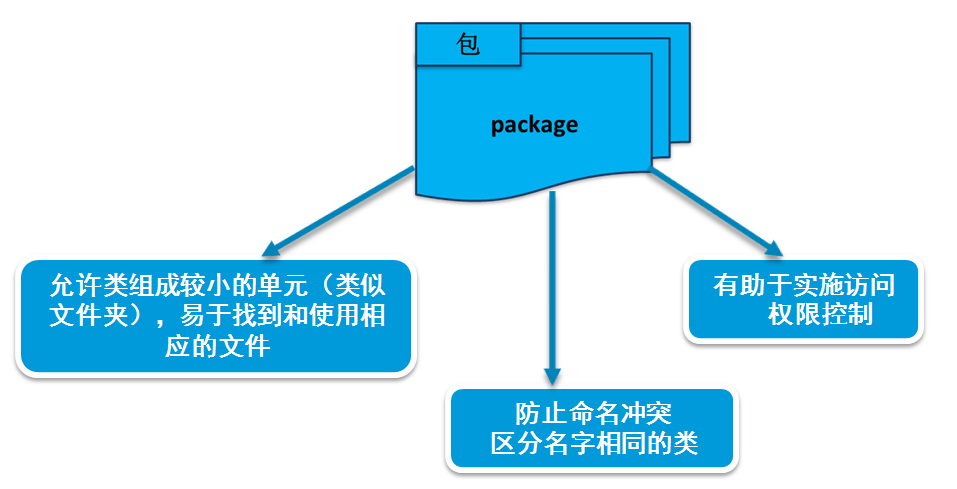 包
package
允许类组成较小的单元（类似
文件夹），易于找到和使用相
应的文件
防止命名冲突
区分名字相同的类
有助于实施访问
权限控制